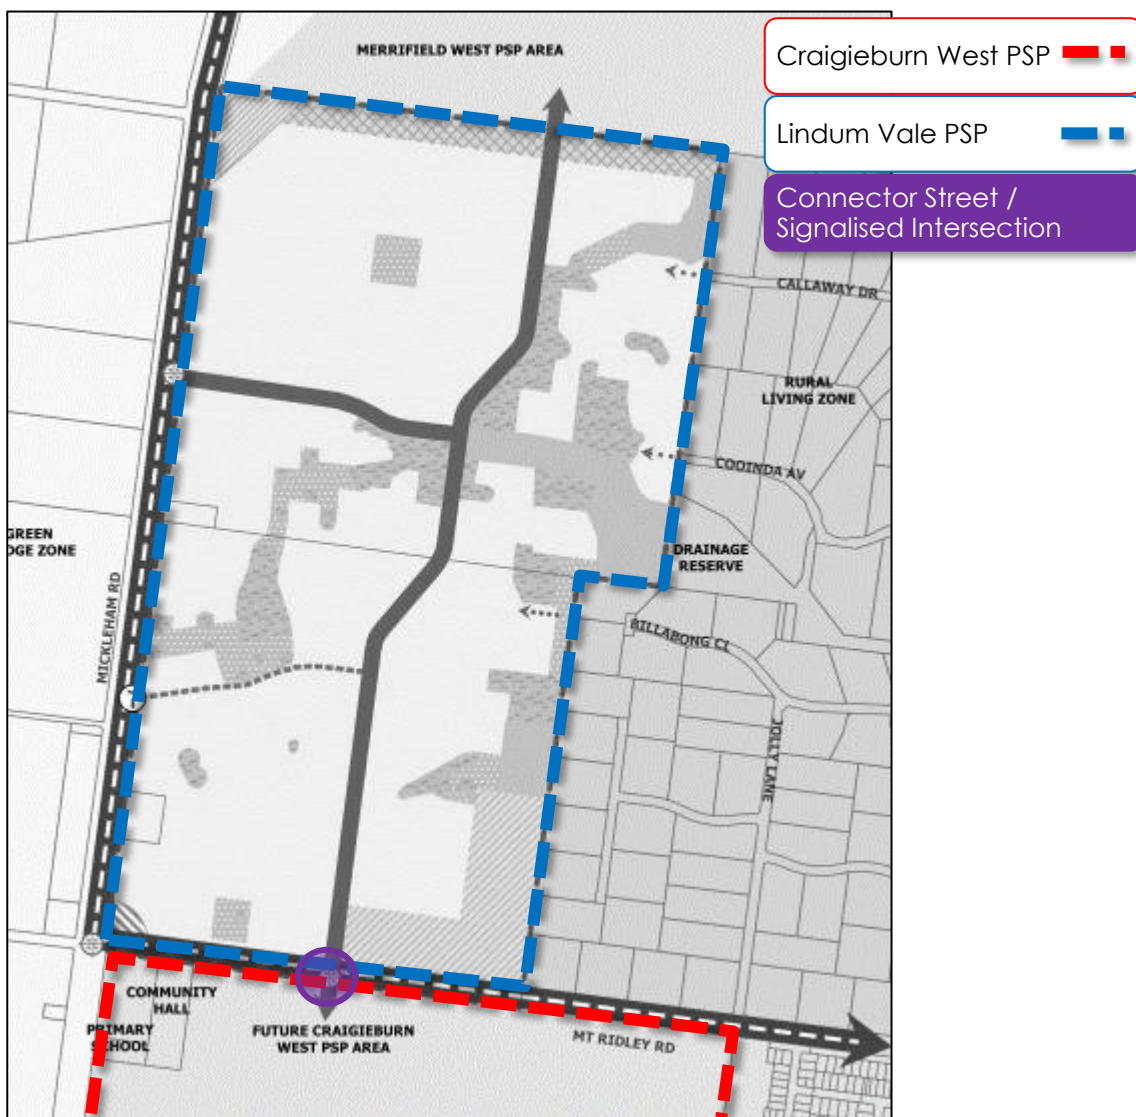 MERRIFIELD WEST PSP AREA
Craigieburn West PSP
Lindum Vale PSP
Connector Street /
Signalised Intersection
CALLAWAY DR
RURAL
LIVING ZONE
COOINDA AV
GREEN
DGE ZONE
DRAINAGE
RESERVE
MICKLEHAM RD
BILLABONG CT
JOLLY LANE
COMMUNITY
HALL
PRIMARY
SCHOOL
FUTURE CRAIGIEBURN
WEST PSP AREA
MT RIDLEY RD